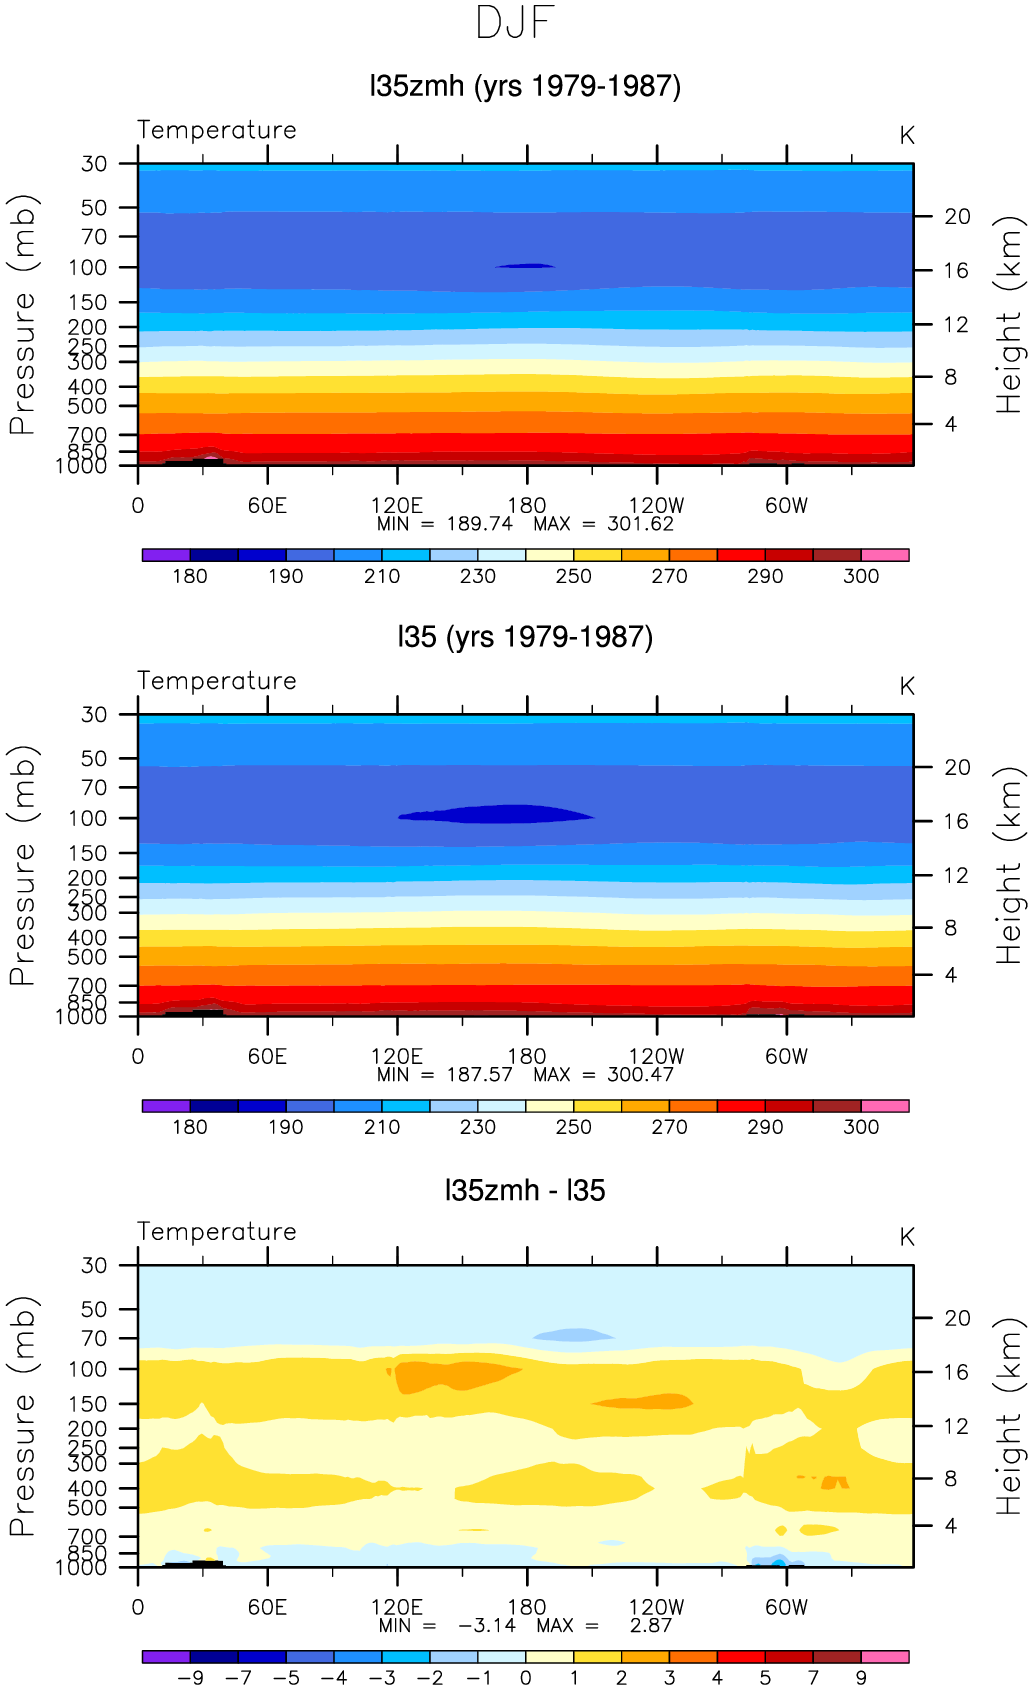 DJF
l35zmh (yrs 1979-1987)
Temperature K
30
50
70
100
150
200
250
300
400
500
700
850
1000
Pressure (mb)
20
16
12
8
4
Height (km)
0 60E 120E 180 120W 60W
MIN = 189.74 MAX = 301.62
180 190 210 230 250 270 290 300
l35 (yrs 1979-1987)
Temperature K
30
50
70
100
150
200
250
300
400
500
700
850
1000
Pressure (mb)
20
16
12
8
4
Height (km)
0 60E 120E 180 120W 60W
MIN = 187.57 MAX = 300.47
180 190 210 230 250 270 290 300
l35zmh - l35
Temperature K
30
50
70
100
150
200
250
300
400
500
700
850
1000
Pressure (mb)
20
16
12
8
4
Height (km)
0 60E 120E 180 120W 60W
MIN = -3.14 MAX = 2.87
-9 -7 -5 -4 -3 -2 -1 0 1 2 3 4 5 7 9